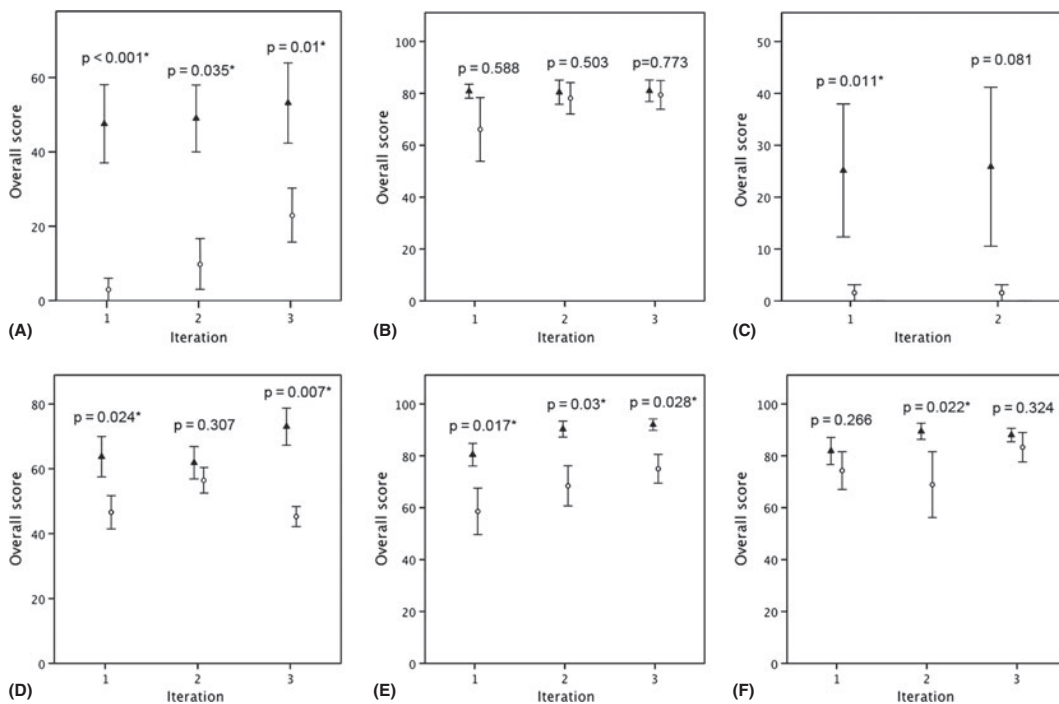 p < 0.001*
p = 0.035*
p = 0.01*
60
40
20
0
Overall score
1 2 3
Iteration
(A)
p = 0.588
p = 0.503
p=0.773
100
80
60
40
20
0
Overall score
1 2 3
Iteration
(B)
p = 0.011*
p = 0.081
50
40
30
20
10
0
Overall score
1 2
Iteration
(C)
p = 0.024*
p = 0.307
p = 0.007*
80
60
40
20
0
Overall score
1 2 3
Iteration
(D)
p = 0.017*
p = 0.03*
p = 0.028*
100
80
60
40
20
0
Overall score
1 2 3
Iteration
(E)
p = 0.266
p = 0.022*
p = 0.324
100
80
60
40
20
0
Overall score
1 2 3
Iteration
(F)